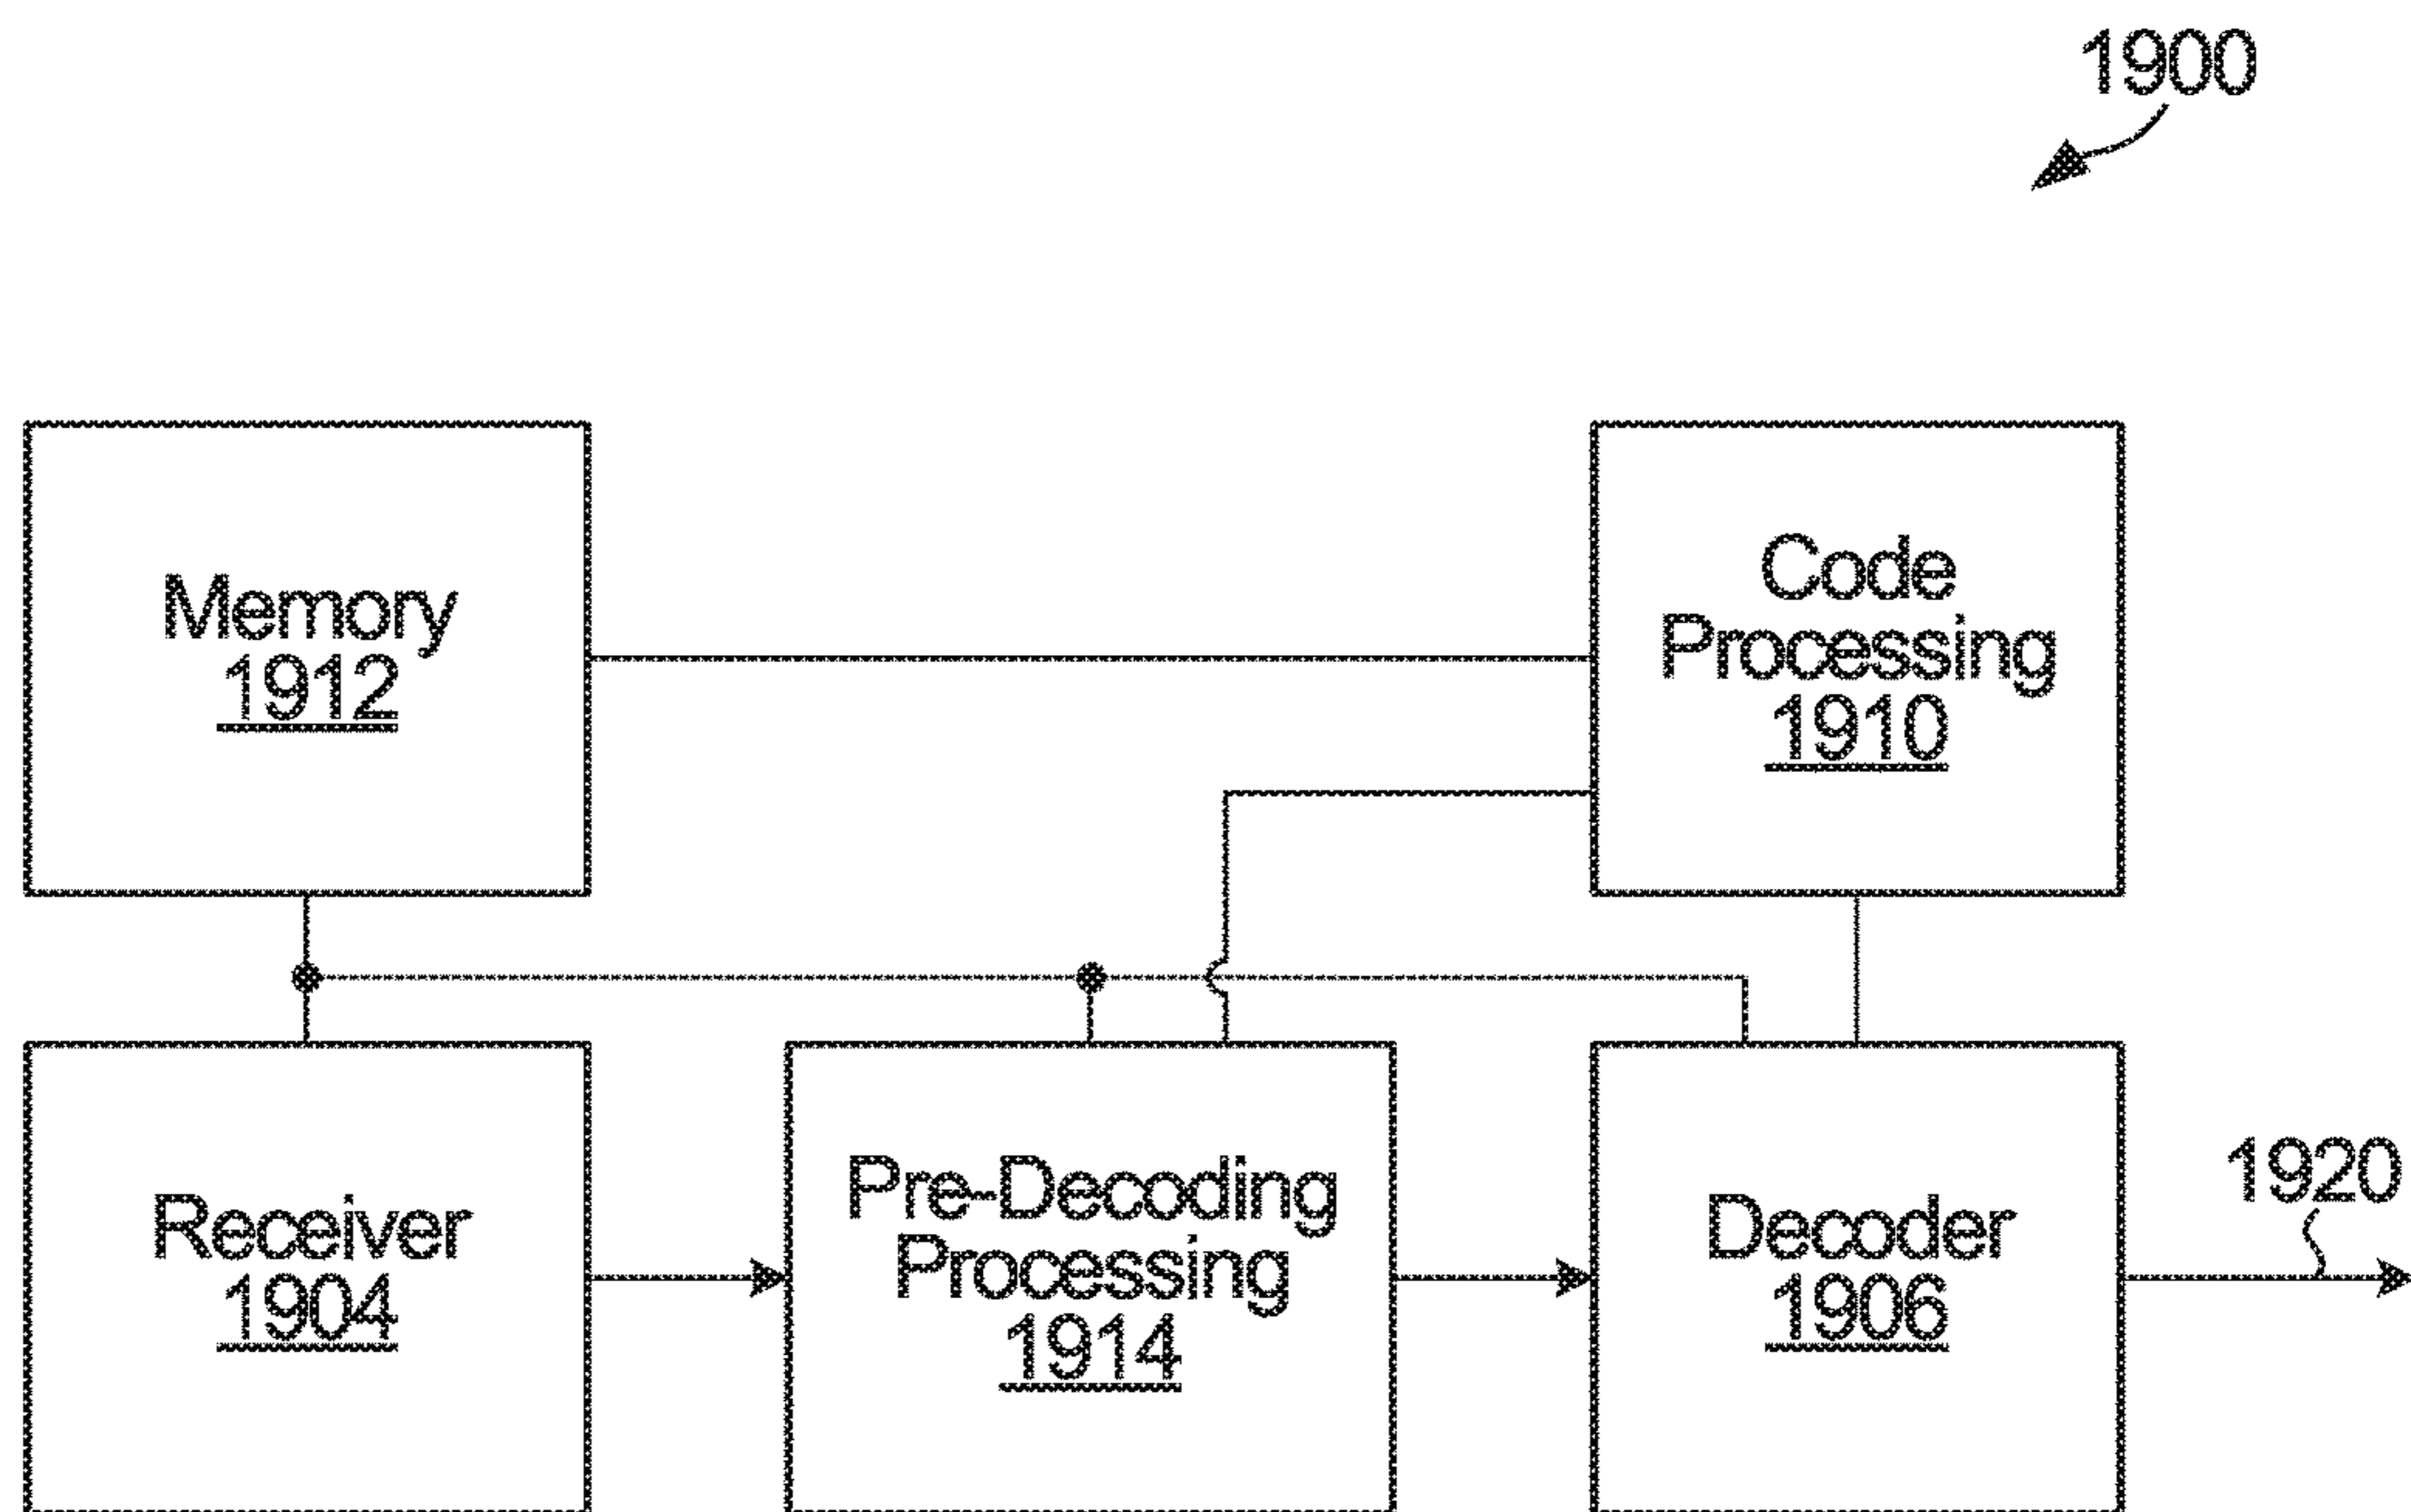 1900
Memory
1912
Code
Processing
1910
Receiver
1904
Pre-Decoding
Processing
1914
Decoder
1906
1920